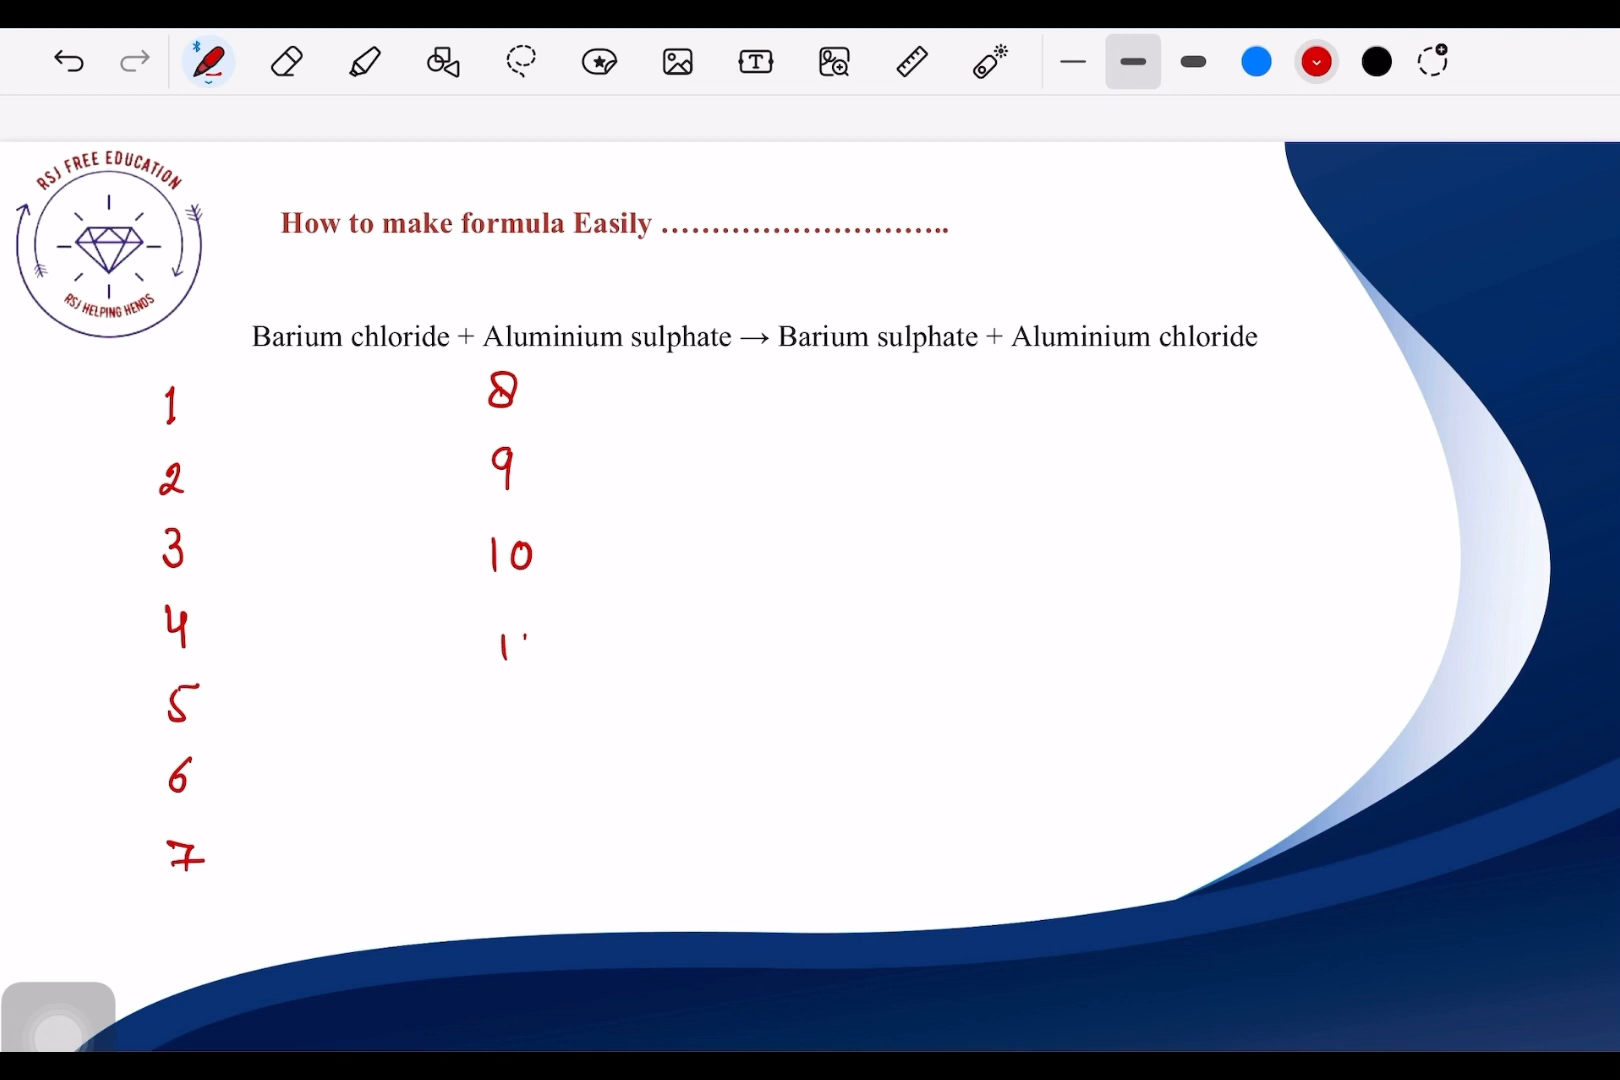 RSJ FREE EDUCATION
RSJ HELPING HENDS
How to make formula Easily …………………………..
Barium chloride + Aluminium sulphate → Barium sulphate + Aluminium chloride
1
2
3
4
5
6
7
8
9
10